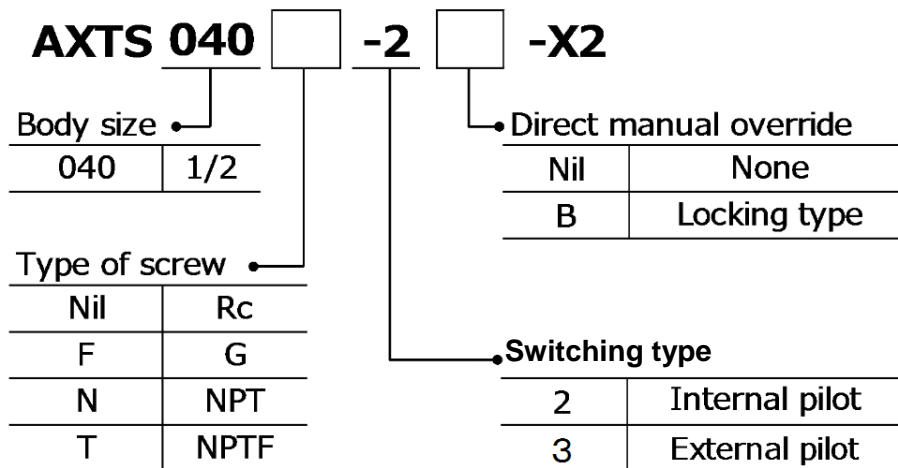 AXTS 040 -2 -X2
Body size
040 1/2
Type of screw
Nil Rc
F G
N NPT
T NPTF
Direct manual override
Nil None
B Locking type
Switching type
2 Internal pilot
3 External pilot